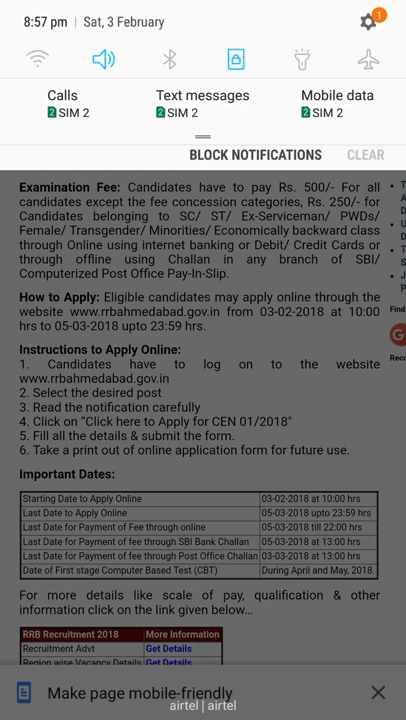 8:57 pm | Sat, 3 February
1
Calls
2 SIM 2
Text messages
2 SIM 2
Mobile data
2 SIM 2
BLOCK NOTIFICATIONS CLEAR
Examination Fee: Candidates have to pay Rs. 500/- For all
candidates except the fee concession categories, Rs. 250/- for
Candidates belonging to SC/ ST/ Ex-Serviceman/ PWDs/
Female/ Transgender/ Minorities/ Economically backward class
through Online using internet banking or Debit/ Credit Cards or
through offline using Challan in any branch of SBI/
Computerized Post Office Pay-In-Slip.
How to Apply: Eligible candidates may apply online through the
website www.rrbahmedabad.gov.in from 03-02-2018 at 10:00
hrs to 05-03-2018 upto 23:59 hrs.
Instructions to Apply Online:
1. Candidates have to log on to the website
www.rrbahmedabad.gov.in
2. Select the desired post
3. Read the notification carefully
4. Click on "Click here to Apply for CEN 01/2018"
5. Fill all the details & submit the form.
6. Take a print out of online application form for future use.
Important Dates:
Starting Date to Apply Online 03-02-2018 at 10:00 hrs
Last Date to Apply Online 05-03-2018 upto 23:59 hrs
Last Date for Payment of Fee through online 05-03-2018 till 22:00 hrs
Last Date for Payment of fee through SBI Bank Challan 05-03-2018 at 13:00 hrs
Last Date for Payment of fee through Post Office Challan 03-03-2018 at 13:00 hrs
Date of First stage Computer Based Test (CBT) During April and May, 2018.
For more details like scale of pay, qualification & other
information click on the link given below...
RRB Recruitment 2018 More Information
Recruitment Advt Get Details
Region wise Vacancy Details Get Details
Find
G
Reco
Make page mobile-friendly
airtel | airtel